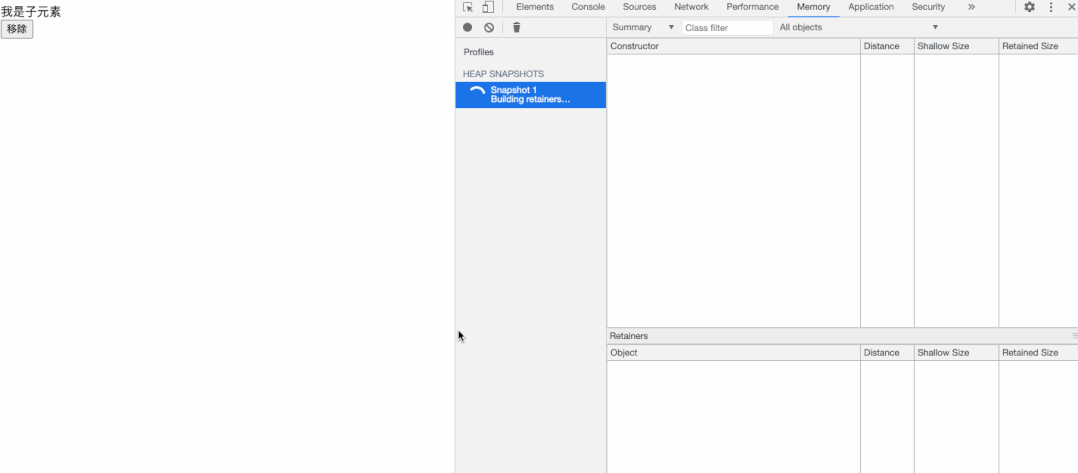 我是子元素
移除
Elements Console Sources Network Performance Memory Application Security »
Summary Class filter All objects
Profiles
HEAP SNAPSHOTS
Snapshot 1
Building retainers...
Constructor Distance Shallow Size Retained Size
Retainers
Object Distance Shallow Size Retained Size